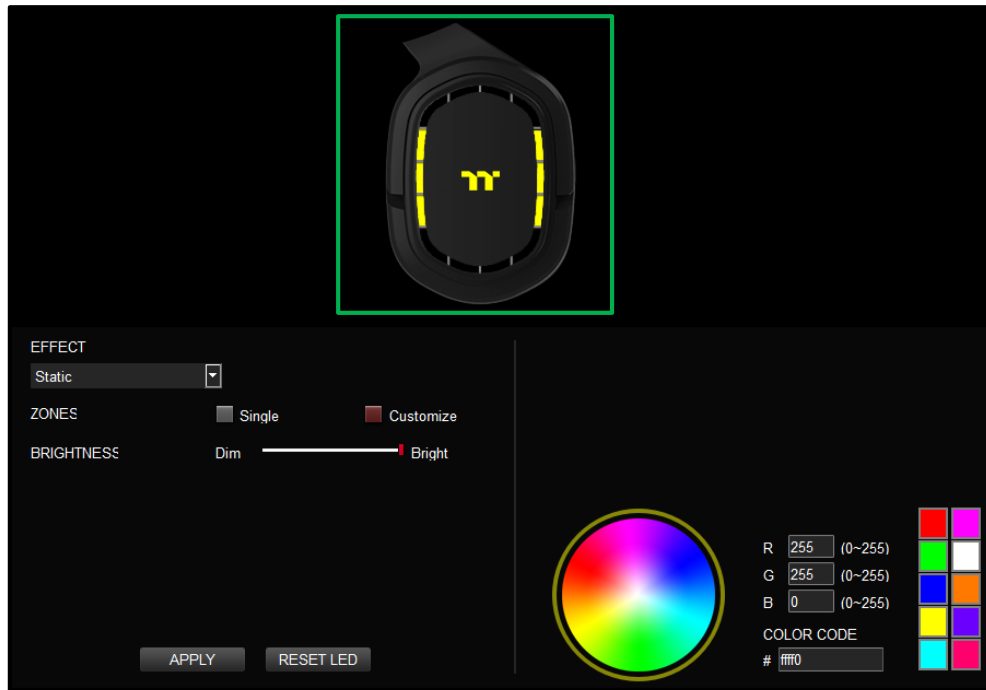 EFFECT
Static
ZONES
Single
Customize
BRIGHTNESS
Dim
Bright
APPLY
RESET LED
R 255 (0~255)
G 255 (0~255)
B 0 (0~255)
COLOR CODE
# ffff0